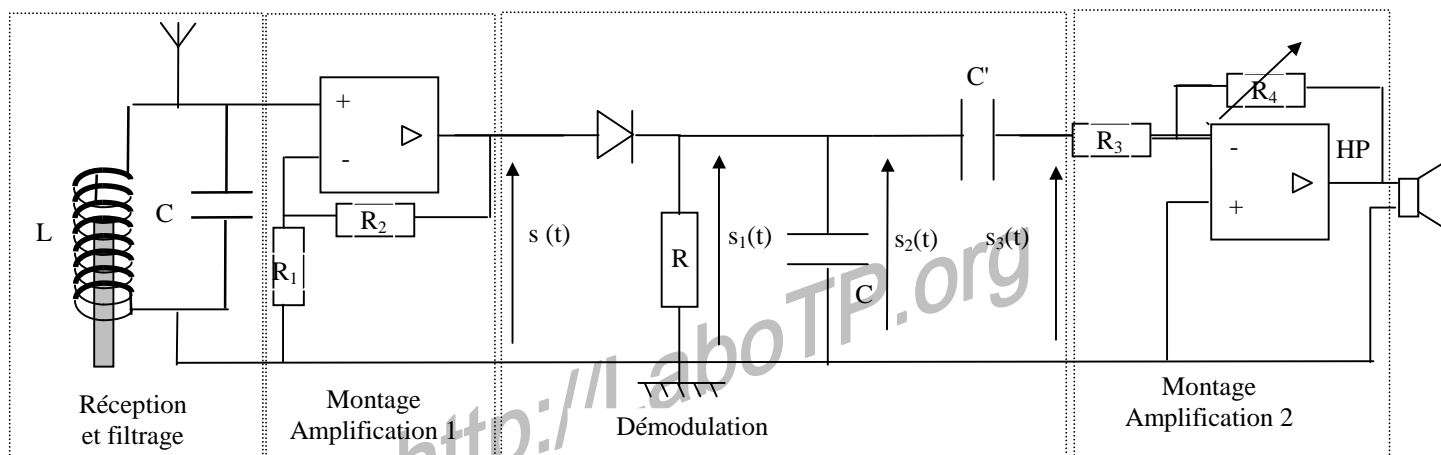 L
C
Réception
et filtrage
+
-
R1
R2
Montage
Amplification 1
s (t)
R
s1(t)
C
s2(t)
C'
s3(t)
Démodulation
R3
R4
-
+
HP
Montage
Amplification 2
http://LaboTP.org